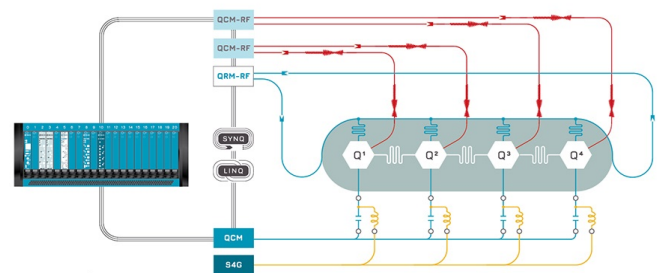 QCM-RF
QCM-RF
QRM-RF
SYNQ
LINQ
Q¹
Q²
Q³
Q⁴
QCM
S4G